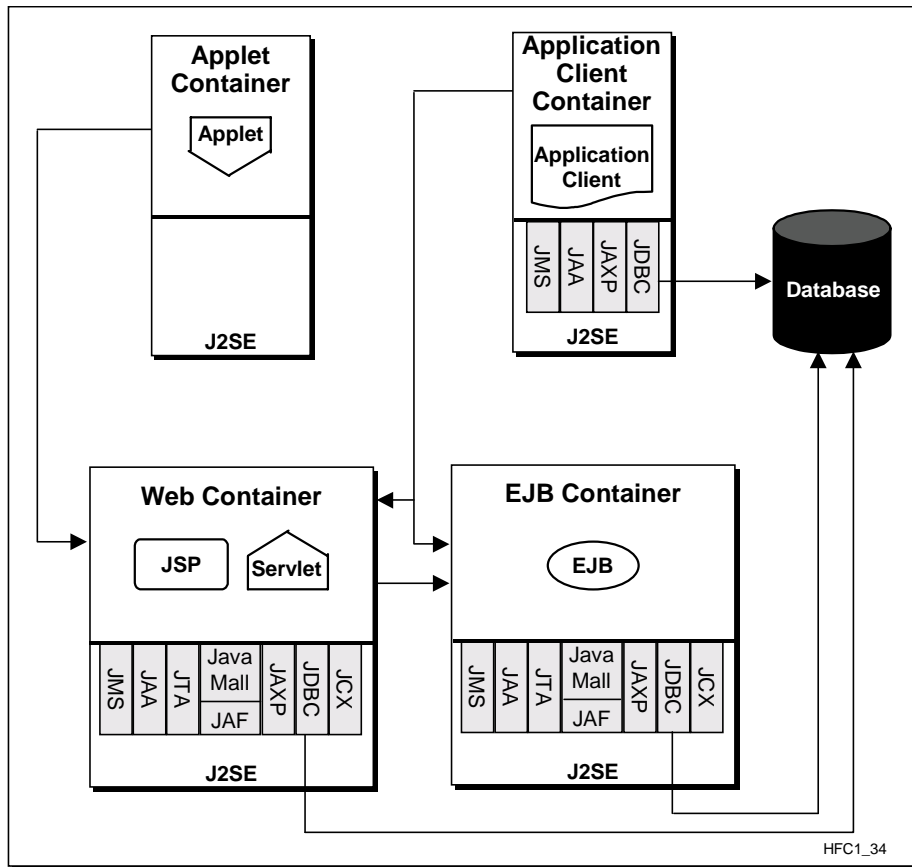 Applet
Container
Applet
J2SE
Application
Client
Container
Application
Client
JMS
JAA
JAXP
JDBC
J2SE
Database
Web Container
JSP
Servlet
JMS
JAA
JTA
Java
Mall
JAF
JAXP
JDBC
JCX
J2SE
EJB Container
EJB
JMS
JAA
JTA
Java
Mall
JAF
JAXP
JDBC
JCX
J2SE
HFC1_34